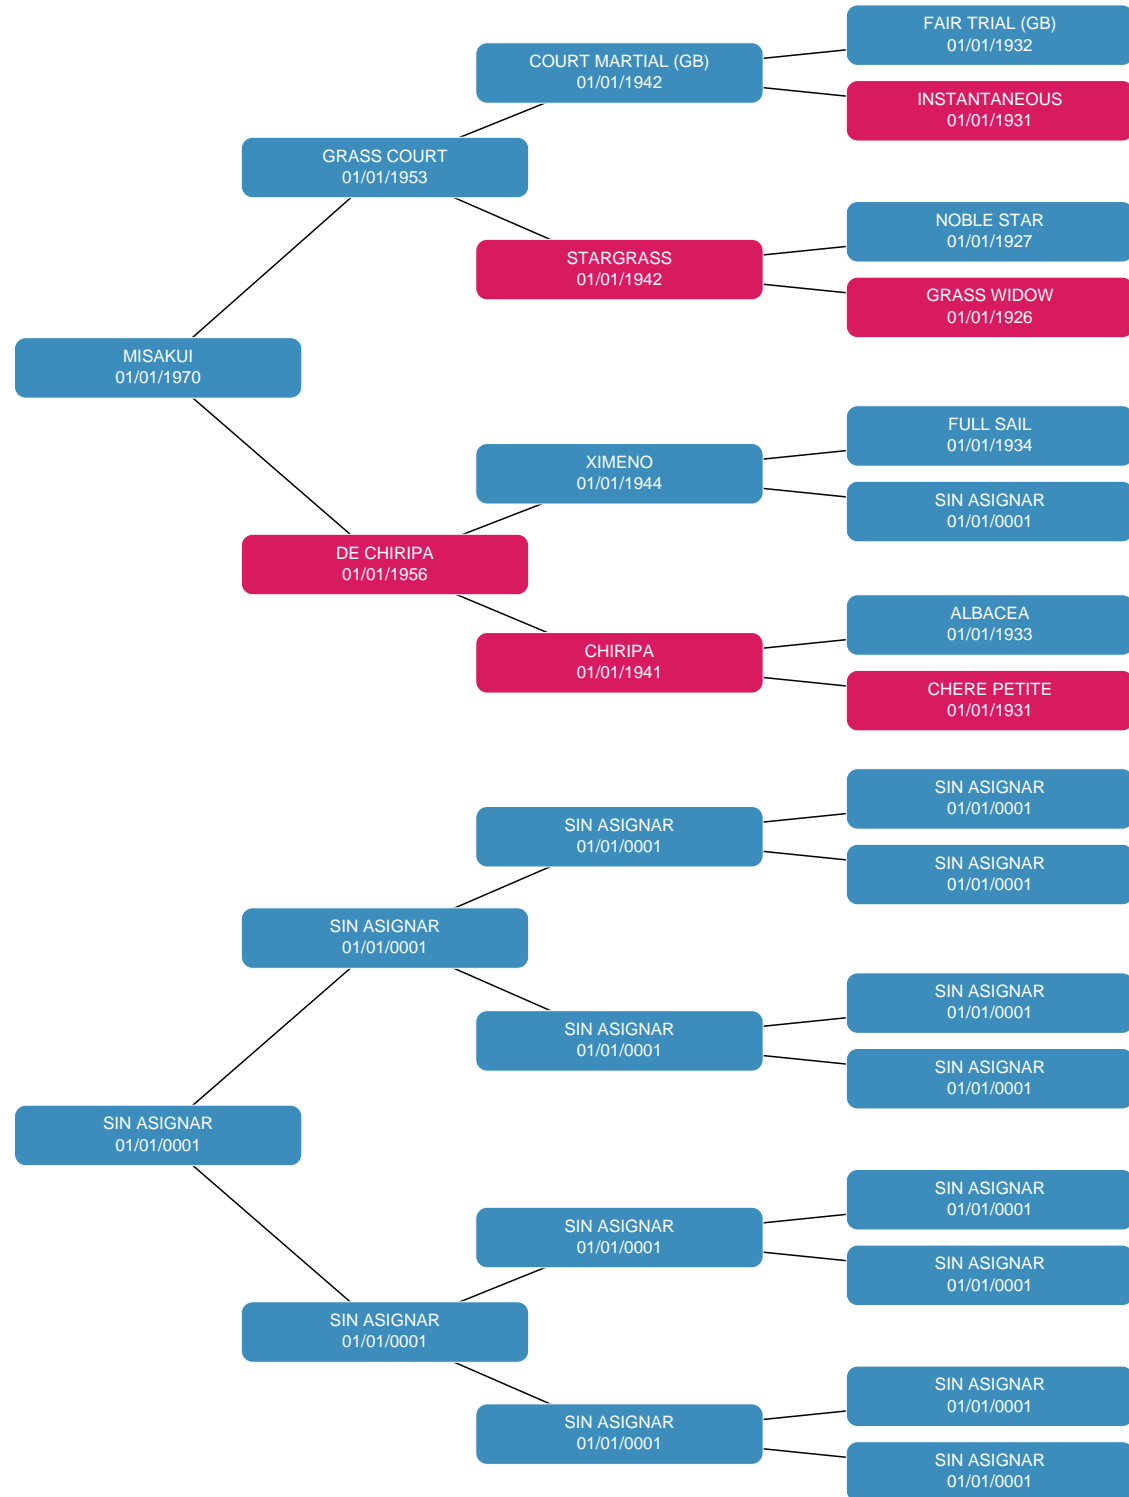 FAIR TRIAL (GB)
01/01/1932
COURT MARTIAL (GB)
01/01/1942
INSTANTANEOUS
01/01/1931
GRASS COURT
01/01/1953
NOBLE STAR
01/01/1927
STARGRASS
01/01/1942
GRASS WIDOW
01/01/1926
MISAKUI
01/01/1970
FULL SAIL
01/01/1934
XIMENO
01/01/1944
SIN ASIGNAR
01/01/0001
DE CHIRIPA
01/01/1956
ALBACEA
01/01/1933
CHIRIPA
01/01/1941
CHERE PETITE
01/01/1931
SIN ASIGNAR
01/01/0001
SIN ASIGNAR
01/01/0001
SIN ASIGNAR
01/01/0001
SIN ASIGNAR
01/01/0001
SIN ASIGNAR
01/01/0001
SIN ASIGNAR
01/01/0001
SIN ASIGNAR
01/01/0001
SIN ASIGNAR
01/01/0001
SIN ASIGNAR
01/01/0001
SIN ASIGNAR
01/01/0001
SIN ASIGNAR
01/01/0001
SIN ASIGNAR
01/01/0001
SIN ASIGNAR
01/01/0001
SIN ASIGNAR
01/01/0001
SIN ASIGNAR
01/01/0001